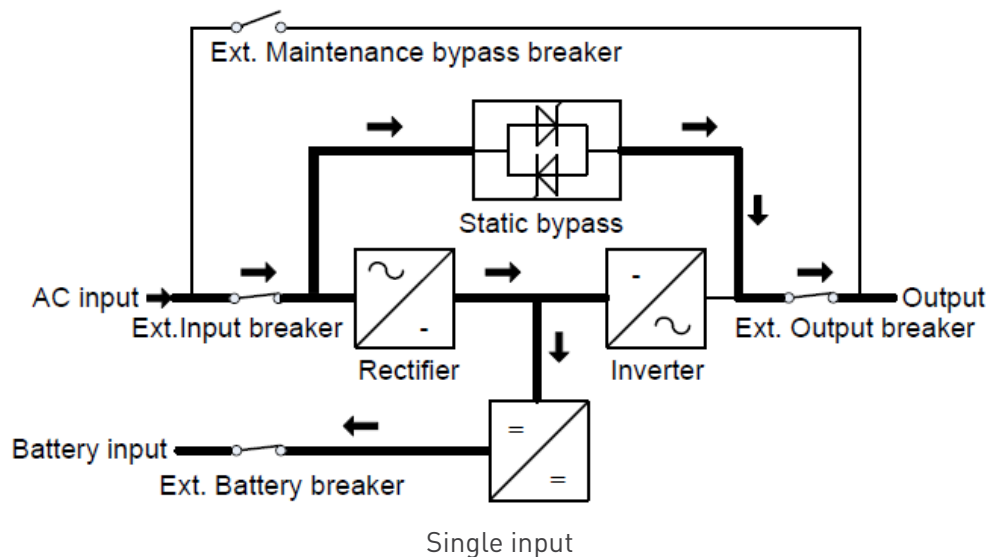 Ext. Maintenance bypass breaker
Static bypass
AC input
Ext.Input breaker
Rectifier
-
-
Inverter
Ext. Output breaker
Output
Battery input
Ext. Battery breaker
=
=
Single input